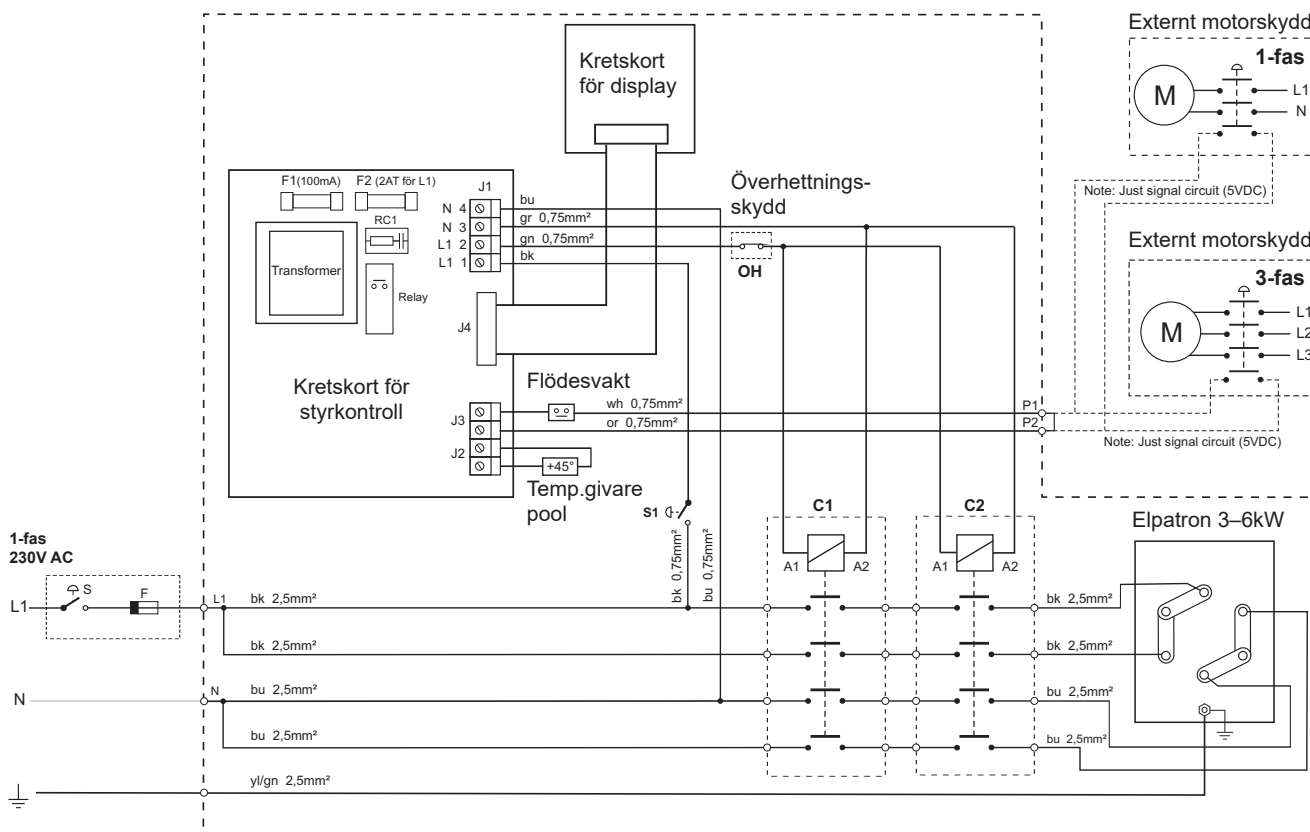 Externt motorskydd
1-fas
M
L1
N
Note: Just signal circuit (5VDC)
Externt motorskydd
3-fas
M
L1
L2
L3
Note: Just signal circuit (5VDC)
Kretskort
för display
F1(100mA)
F2 (2AT för L1)
J1
RC1
Transformer
Relay
N 4
N 3
L1 2
L1 1
bu
gr 0,75mm²
gn 0,75mm²
bk
Överhettnings-
skydd
OH
J4
Kretskort för
styrkontroll
Flödesvakt
J3
J2
wh 0,75mm²
or 0,75mm²
P1
P2
+45°
Temp.givare
pool
S1
bk 0,75mm²
bu 0,75mm²
C1
C2
A1
A2
A1
A2
Elpatron 3–6kW
1-fas
230V AC
L1
S
F
L1
bk 2,5mm²
bk 2,5mm²
bk 2,5mm²
bk 2,5mm²
N
N
bu 2,5mm²
bu 2,5mm²
bu 2,5mm²
bu 2,5mm²
yl/gn 2,5mm²